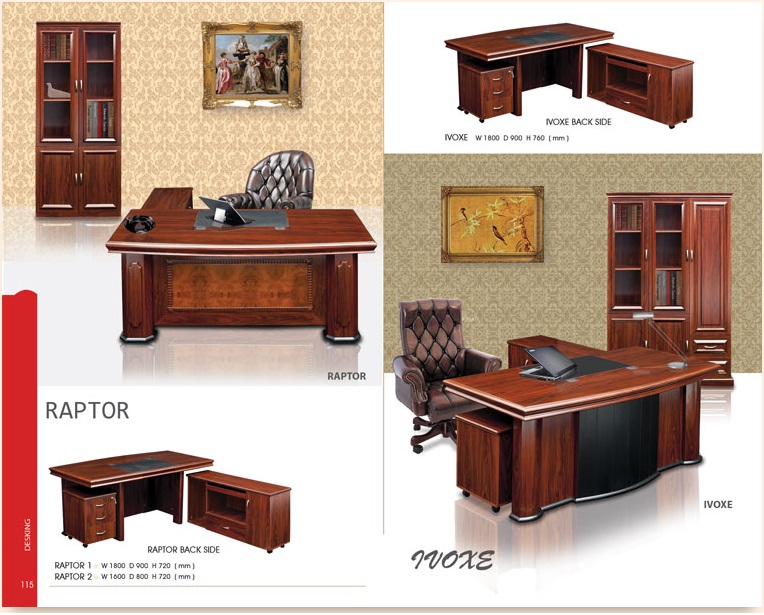 RAPTOR
RAPTOR
RAPTOR BACK SIDE
RAPTOR 1 W 1800 D 900 H 720 ( mm )
RAPTOR 2 W 1600 D 800 H 720 ( mm )
DESKING
115
IVOXE BACK SIDE
IVOXE W 1800 D 900 H 760 ( mm )
IVOXE
IVOXE